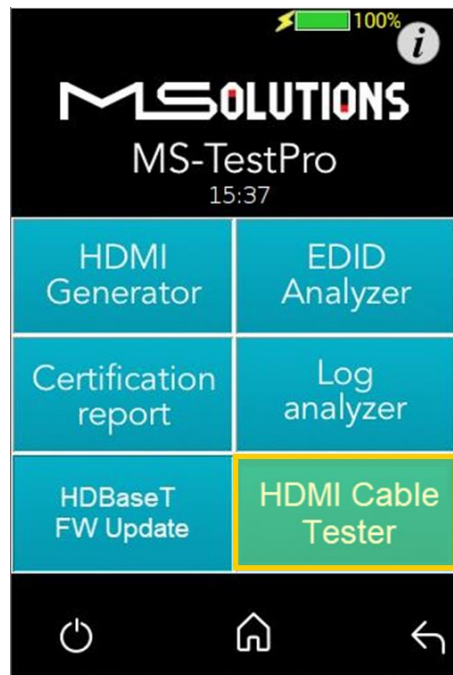 100%
i
MSOLUTIONS
MS-TestPro
15:37
HDMI
Generator
EDID
Analyzer
Certification
report
Log
analyzer
HDBaseT
FW Update
HDMI Cable
Tester